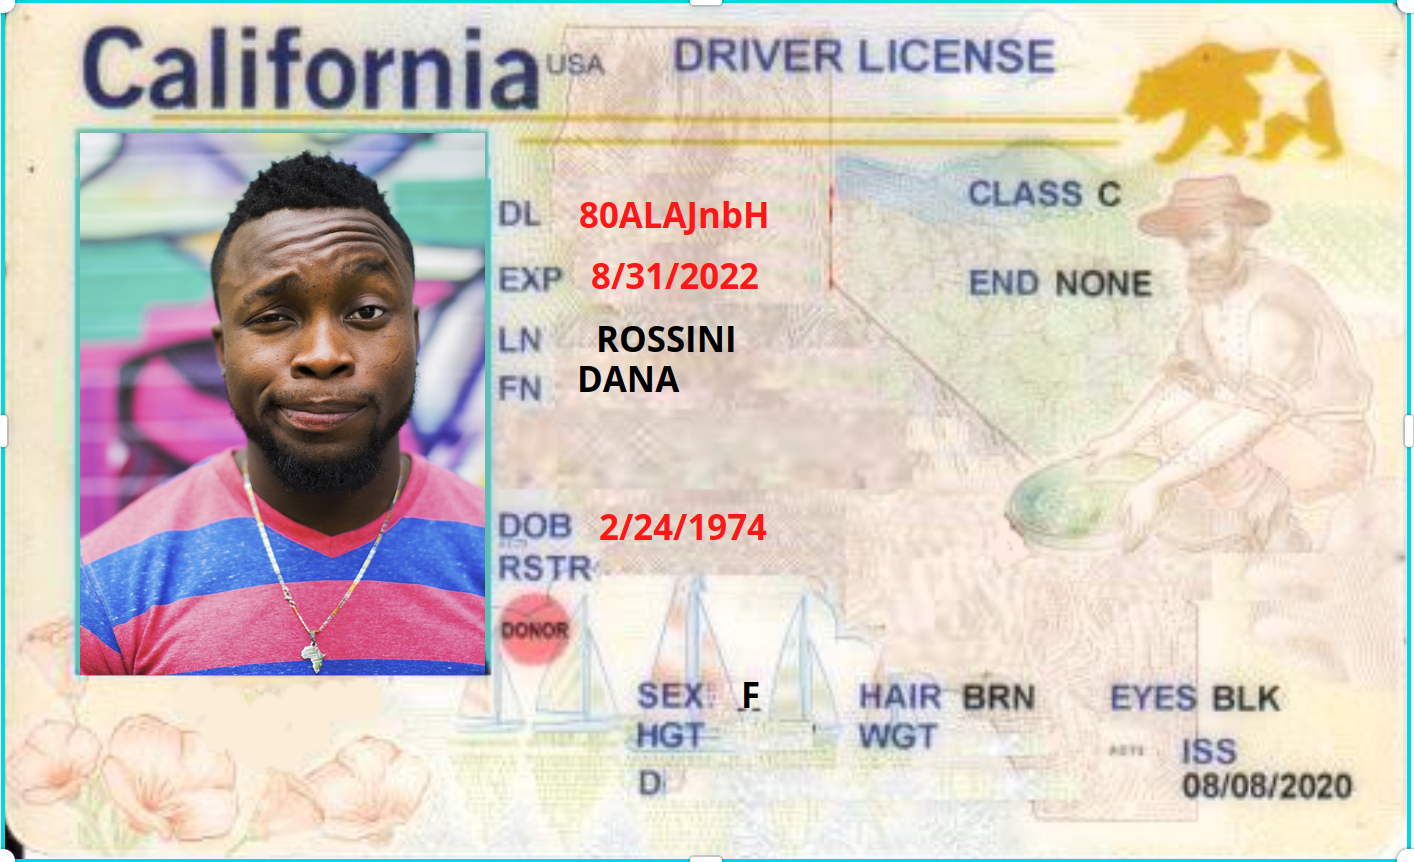 California USA DRIVER LICENSE
DL 80ALAJnbH CLASS C
EXP 8/31/2022 END NONE
LN ROSSINI
FN DANA
DOB 2/24/1974
RSTR
DONOR
SEX F HAIR BRN EYES BLK
HGT WGT ISS
D 08/08/2020